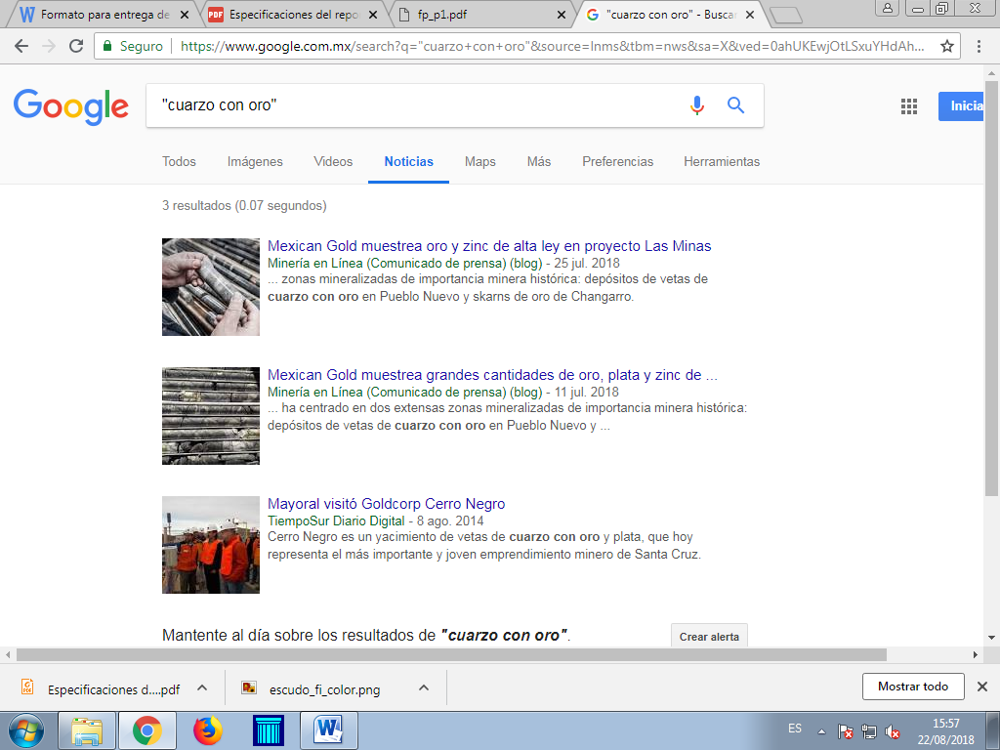 Formato para entrega de
Especificaciones del repo
fp_p1.pdf
"cuarzo con oro" - Buscar
Seguro
https://www.google.com.mx/search?q="cuarzo+con+oro"&source=lnms&tbm=nws&sa=X&ved=0ahUKEwjOtLSxuYHdAh...
Google
"cuarzo con oro"
Inicia
Todos
Imágenes
Videos
Noticias
Maps
Más
Preferencias
Herramientas
3 resultados (0.07 segundos)
Mexican Gold muestrea oro y zinc de alta ley en proyecto Las Minas
Minería en Línea (Comunicado de prensa) (blog) - 25 jul. 2018
... zonas mineralizadas de importancia minera histórica: depósitos de vetas de
cuarzo con oro en Pueblo Nuevo y skarns de oro de Changarro.
Mexican Gold muestrea grandes cantidades de oro, plata y zinc de ...
Minería en Línea (Comunicado de prensa) (blog) - 11 jul. 2018
... ha centrado en dos extensas zonas mineralizadas de importancia minera histórica:
depósitos de vetas de cuarzo con oro en Pueblo Nuevo y ...
Mayoral visitó Goldcorp Cerro Negro
TiempoSur Diario Digital - 8 ago. 2014
Cerro Negro es un yacimiento de vetas de cuarzo con oro y plata, que hoy
representa el más importante y joven emprendimiento minero de Santa Cruz.
Mantente al día sobre los resultados de "cuarzo con oro".
Crear alerta
Especificaciones d....pdf
escudo_fi_color.png
Mostrar todo
ES
15:57
22/08/2018